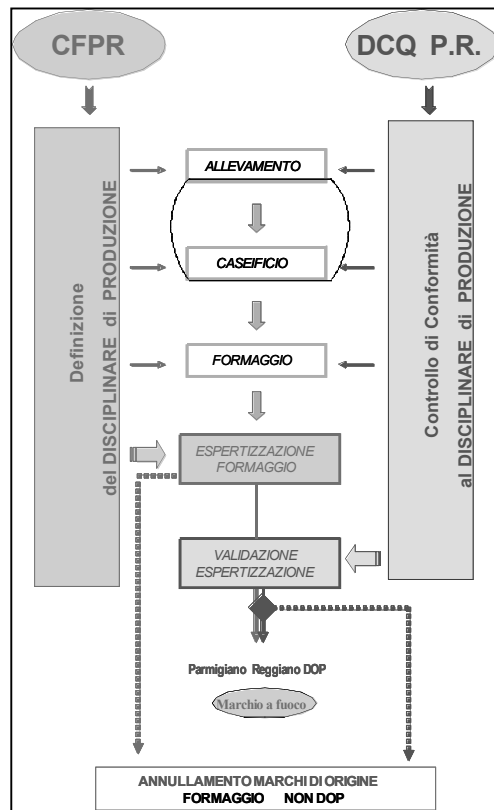 CFPR
DCQ P.R.
Definizione
del DISCIPLINARE di PRODUZIONE
ALLEVAMENTO
CASEIFICIO
FORMAGGIO
ESPERTIZZAZIONE
FORMAGGIO
VALIDAZIONE
ESPERTIZZAZIONE
Controllo di Conformità
al DISCIPLINARE di PRODUZIONE
Parmigiano Reggiano DOP
Marchio a fuoco
ANNULLAMENTO MARCHI DI ORIGINE
FORMAGGIO NON DOP